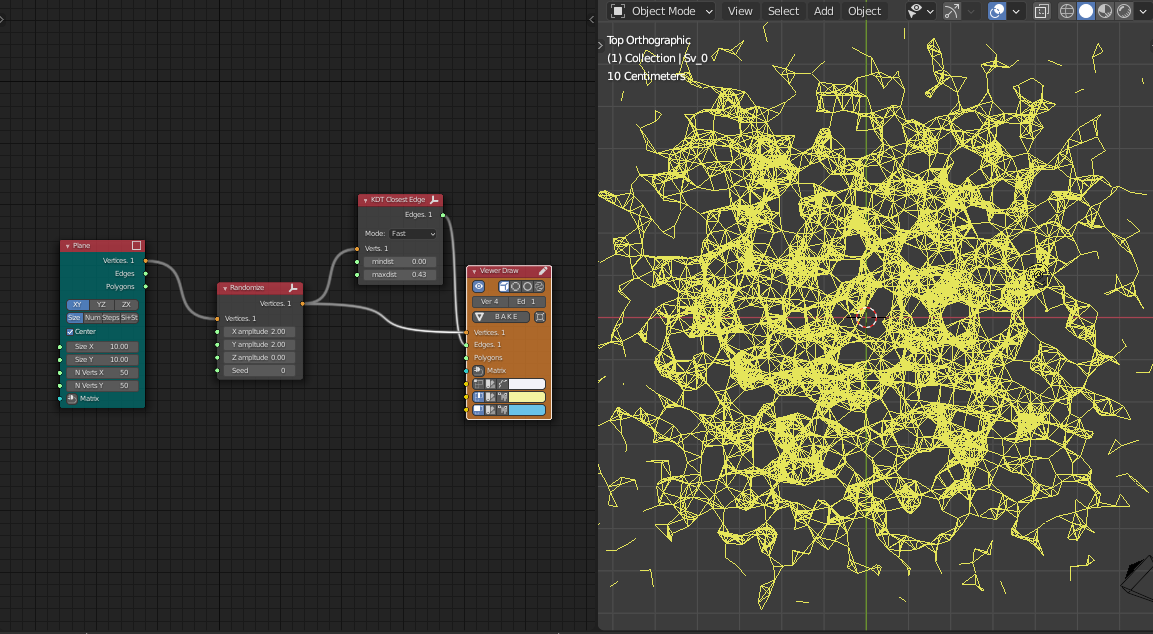 Plane
Vertices. 1
Edges
Polygons
XY YZ ZX
Size Num Steps Si+St
Center
Size X 10.00
Size Y 10.00
N Verts X 50
N Verts Y 50
Matrix
Randomize
Vertices. 1
Vertices. 1
X amplitude 2.00
Y amplitude 2.00
Z amplitude 0.00
Seed 0
KDT Closest Edge
Edges. 1
Mode: Fast
Verts. 1
mindist 0.00
maxdist 0.43
Viewer Draw
Ver 4 Ed 1
BAKE
Vertices. 1
Edges. 1
Polygons
Matrix
Object Mode View Select Add Object
Top Orthographic
(1) Collection | Sv_0
10 Centimeters